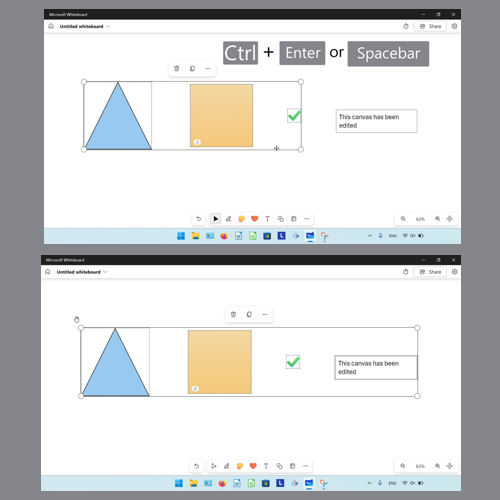 Microsoft Whiteboard
Untitled whiteboard
Share
Ctrl + Enter or Spacebar
This canvas has been
edited
T
63%
ENG
Microsoft Whiteboard
Untitled whiteboard
Share
This canvas has been
edited
T
63%
ENG